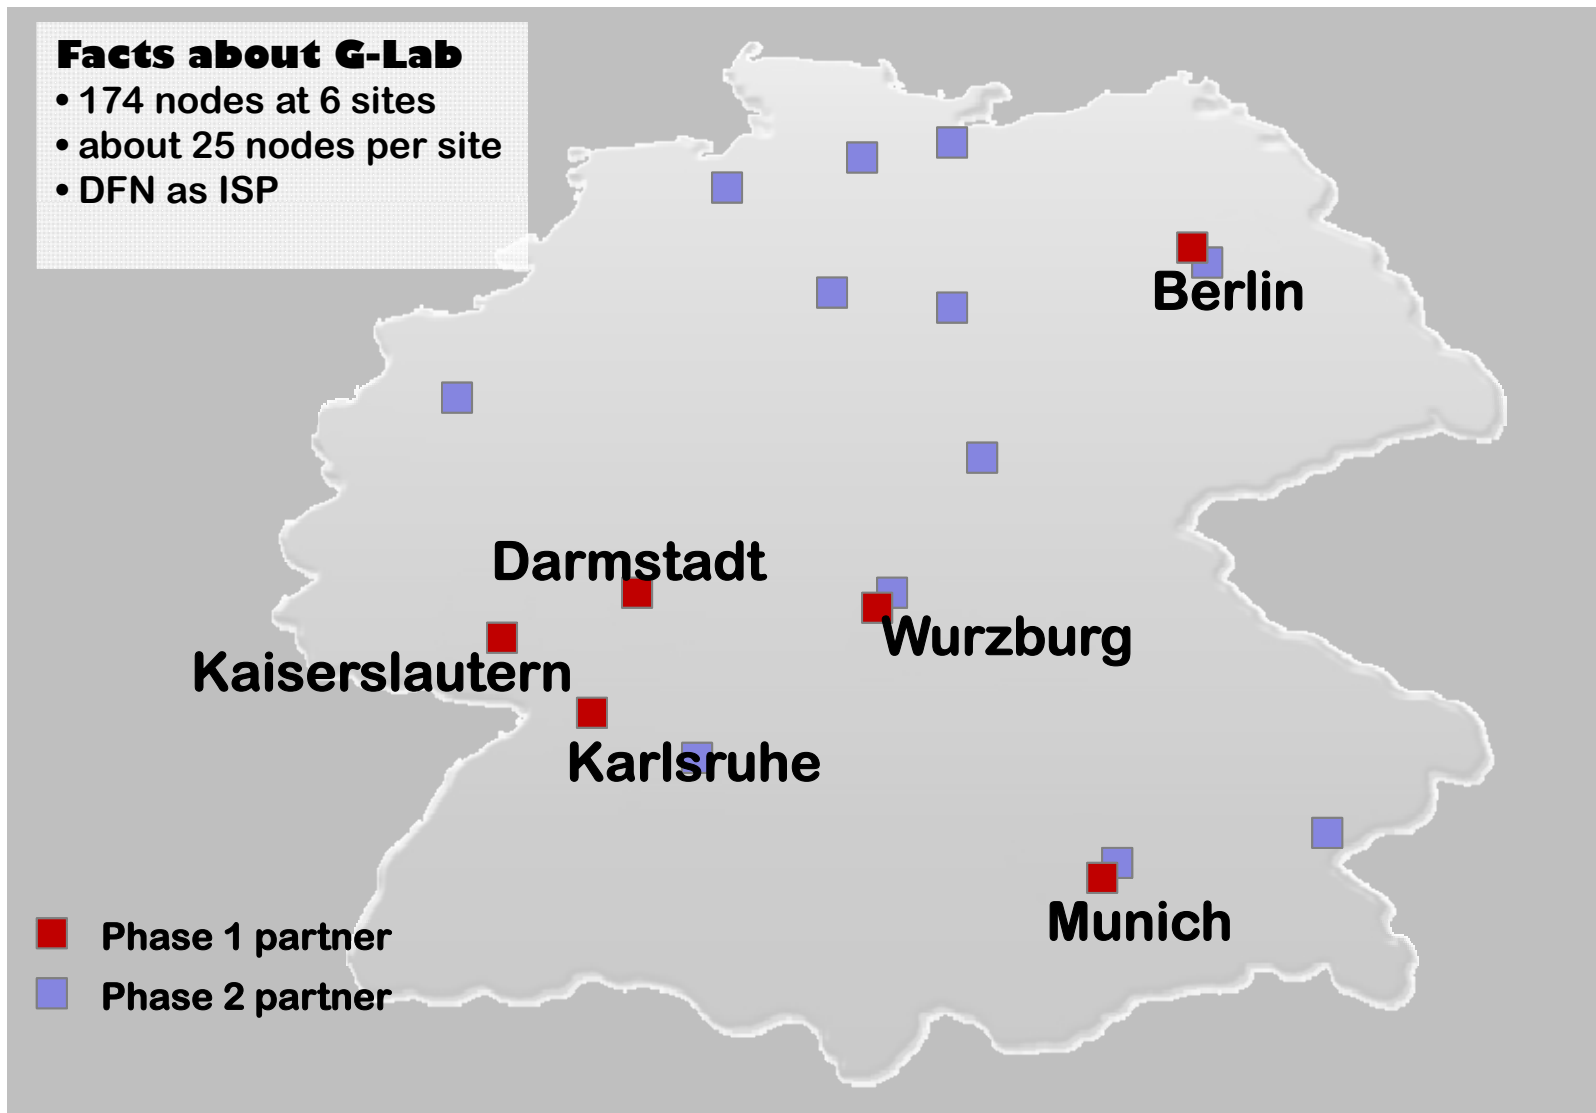 Facts about G-Lab
• 174 nodes at 6 sites
• about 25 nodes per site
• DFN as ISP
Berlin
Darmstadt
Wurzburg
Kaiserslautern
Karlsruhe
Munich
Phase 1 partner
Phase 2 partner